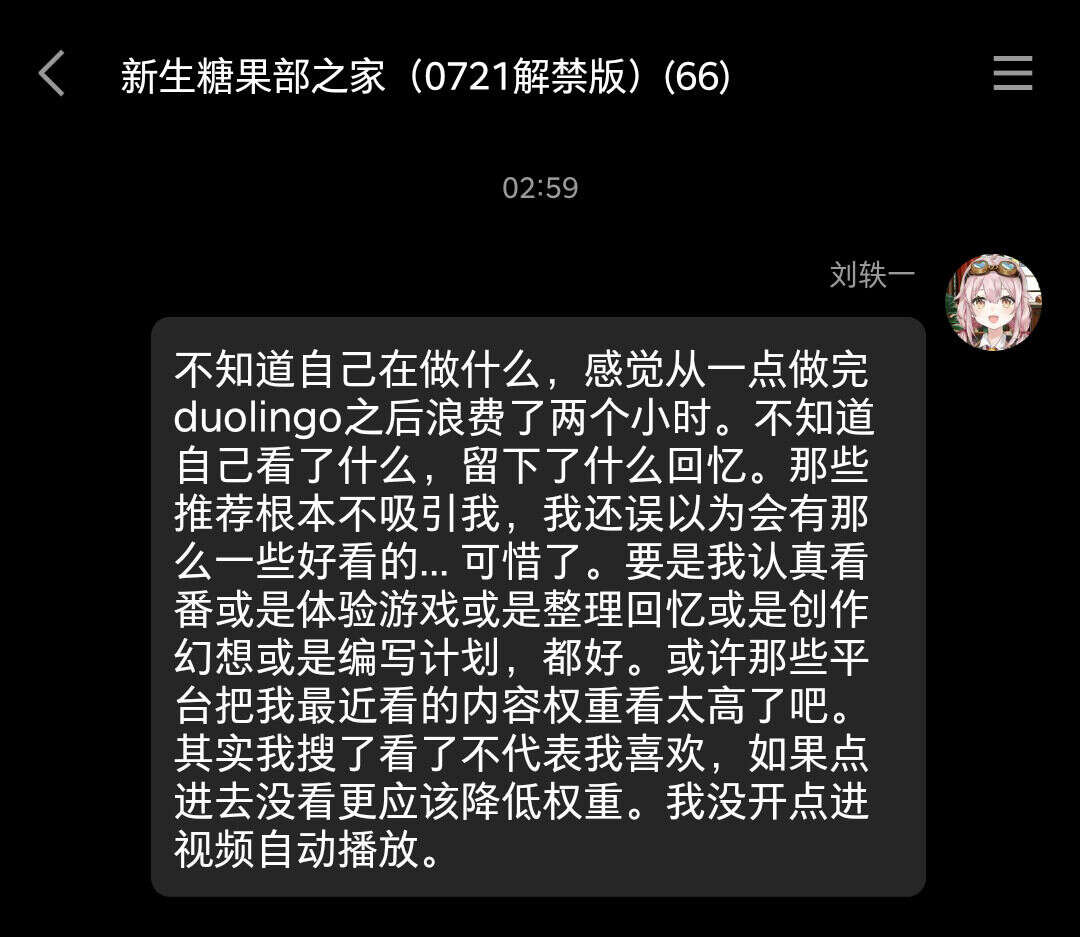 新生糖果部之家（0721解禁版）(66)
02:59
刘轶一
不知道自己在做什么，感觉从一点做完
duolingo之后浪费了两个小时。不知道
自己看了什么，留下了什么回忆。那些
推荐根本不吸引我，我还误以为会有那
么一些好看的... 可惜了。要是我认真看
番或是体验游戏或是整理回忆或是创作
幻想或是编写计划，都好。或许那些平
台把我最近看的内容权重看太高了吧。
其实我搜了看了不代表我喜欢，如果点
进去没看更应该降低权重。我没开点进
视频自动播放。